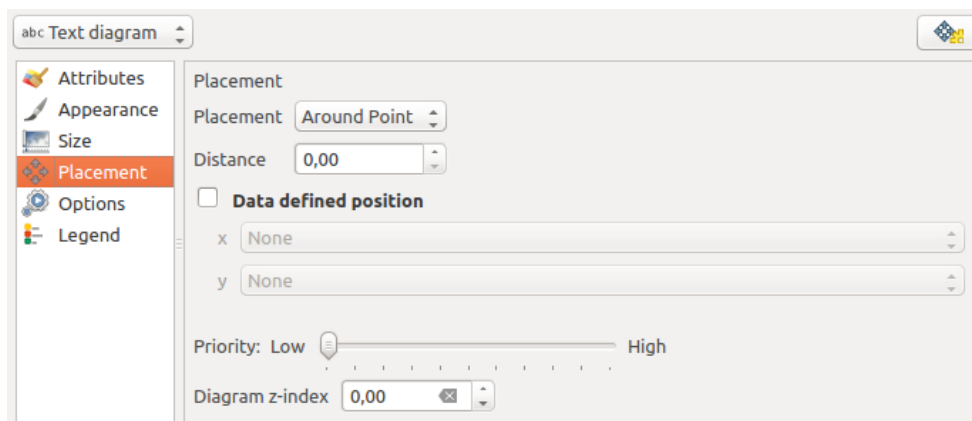 abc Text diagram
Attributes
Appearance
Size
Placement
Options
Legend
Placement
Placement Around Point
Distance 0,00
Data defined position
x None
y None
Priority: Low High
Diagram z-index 0,00